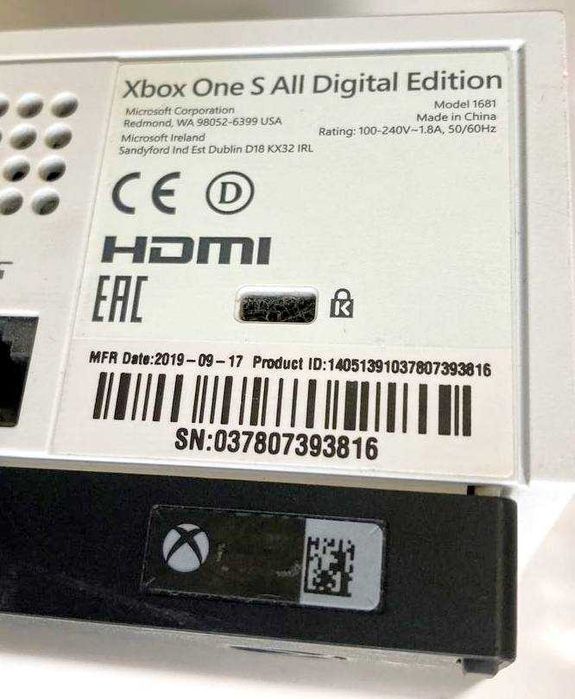 Xbox One S All Digital Edition
Microsoft Corporation
Redmond, WA 98052-6399 USA
Microsoft Ireland
Sandyford Ind Est Dublin D18 KX32 IRL
Model 1681
Made in China
Rating: 100-240V~1.8A, 50/60Hz
CE D
HDMI
EAC
K
MFR Date:2019-09-17 Product ID:14051391037807393816
SN:037807393816